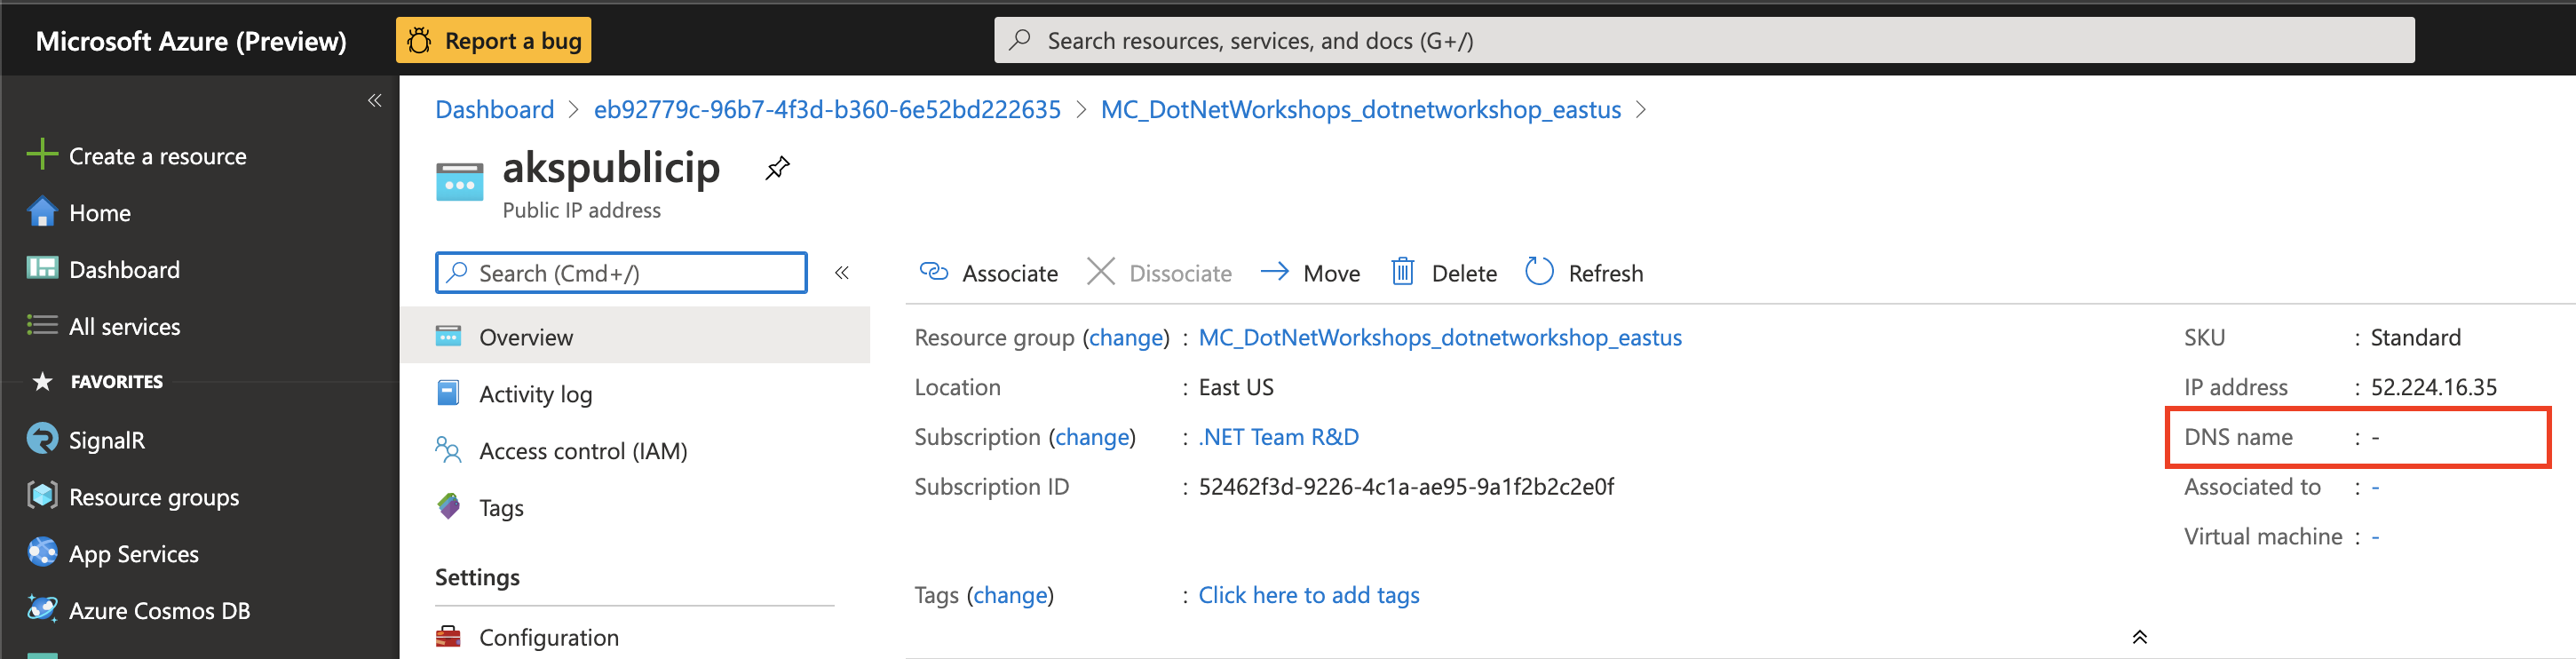 Microsoft Azure (Preview)
Report a bug
Search resources, services, and docs (G+/)
«
Create a resource
Home
Dashboard
All services
FAVORITES
SignalR
Resource groups
App Services
Azure Cosmos DB
Dashboard > eb92779c-96b7-4f3d-b360-6e52bd222635 > MC_DotNetWorkshops_dotnetworkshop_eastus >
akspublicip
Public IP address
Search (Cmd+/)
«
Overview
Activity log
Access control (IAM)
Tags
Settings
Configuration
Associate Dissociate Move Delete Refresh
Resource group (change) : MC_DotNetWorkshops_dotnetworkshop_eastus
Location : East US
Subscription (change) : .NET Team R&D
Subscription ID : 52462f3d-9226-4c1a-ae95-9a1f2b2c2e0f
Tags (change) : Click here to add tags
SKU : Standard
IP address : 52.224.16.35
DNS name : -
Associated to : -
Virtual machine : -